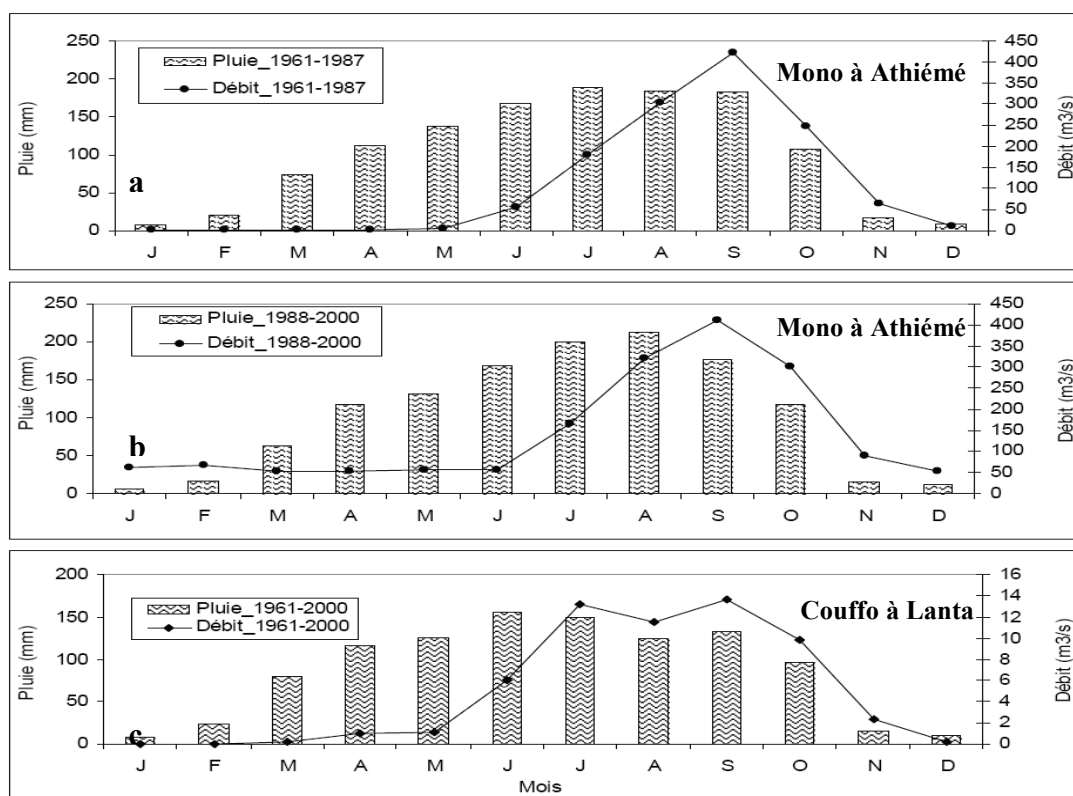 Pluie_1961-1987
Débit_1961-1987
Mono à Athiémé
a
Pluie (mm)
250
200
150
100
50
0
Débit (m3/s)
450
400
350
300
250
200
150
100
50
0
J F M A M J J A S O N D
Pluie_1988-2000
Débit_1988-2000
Mono à Athiémé
b
Pluie (mm)
250
200
150
100
50
0
Débit (m3/s)
450
400
350
300
250
200
150
100
50
0
J F M A M J J A S O N D
Pluie_1961-2000
Débit_1961-2000
Couffo à Lanta
c
Pluie (mm)
200
150
100
50
0
Débit (m3/s)
16
14
12
10
8
6
4
2
0
J F M A M J J A S O N D
Mois